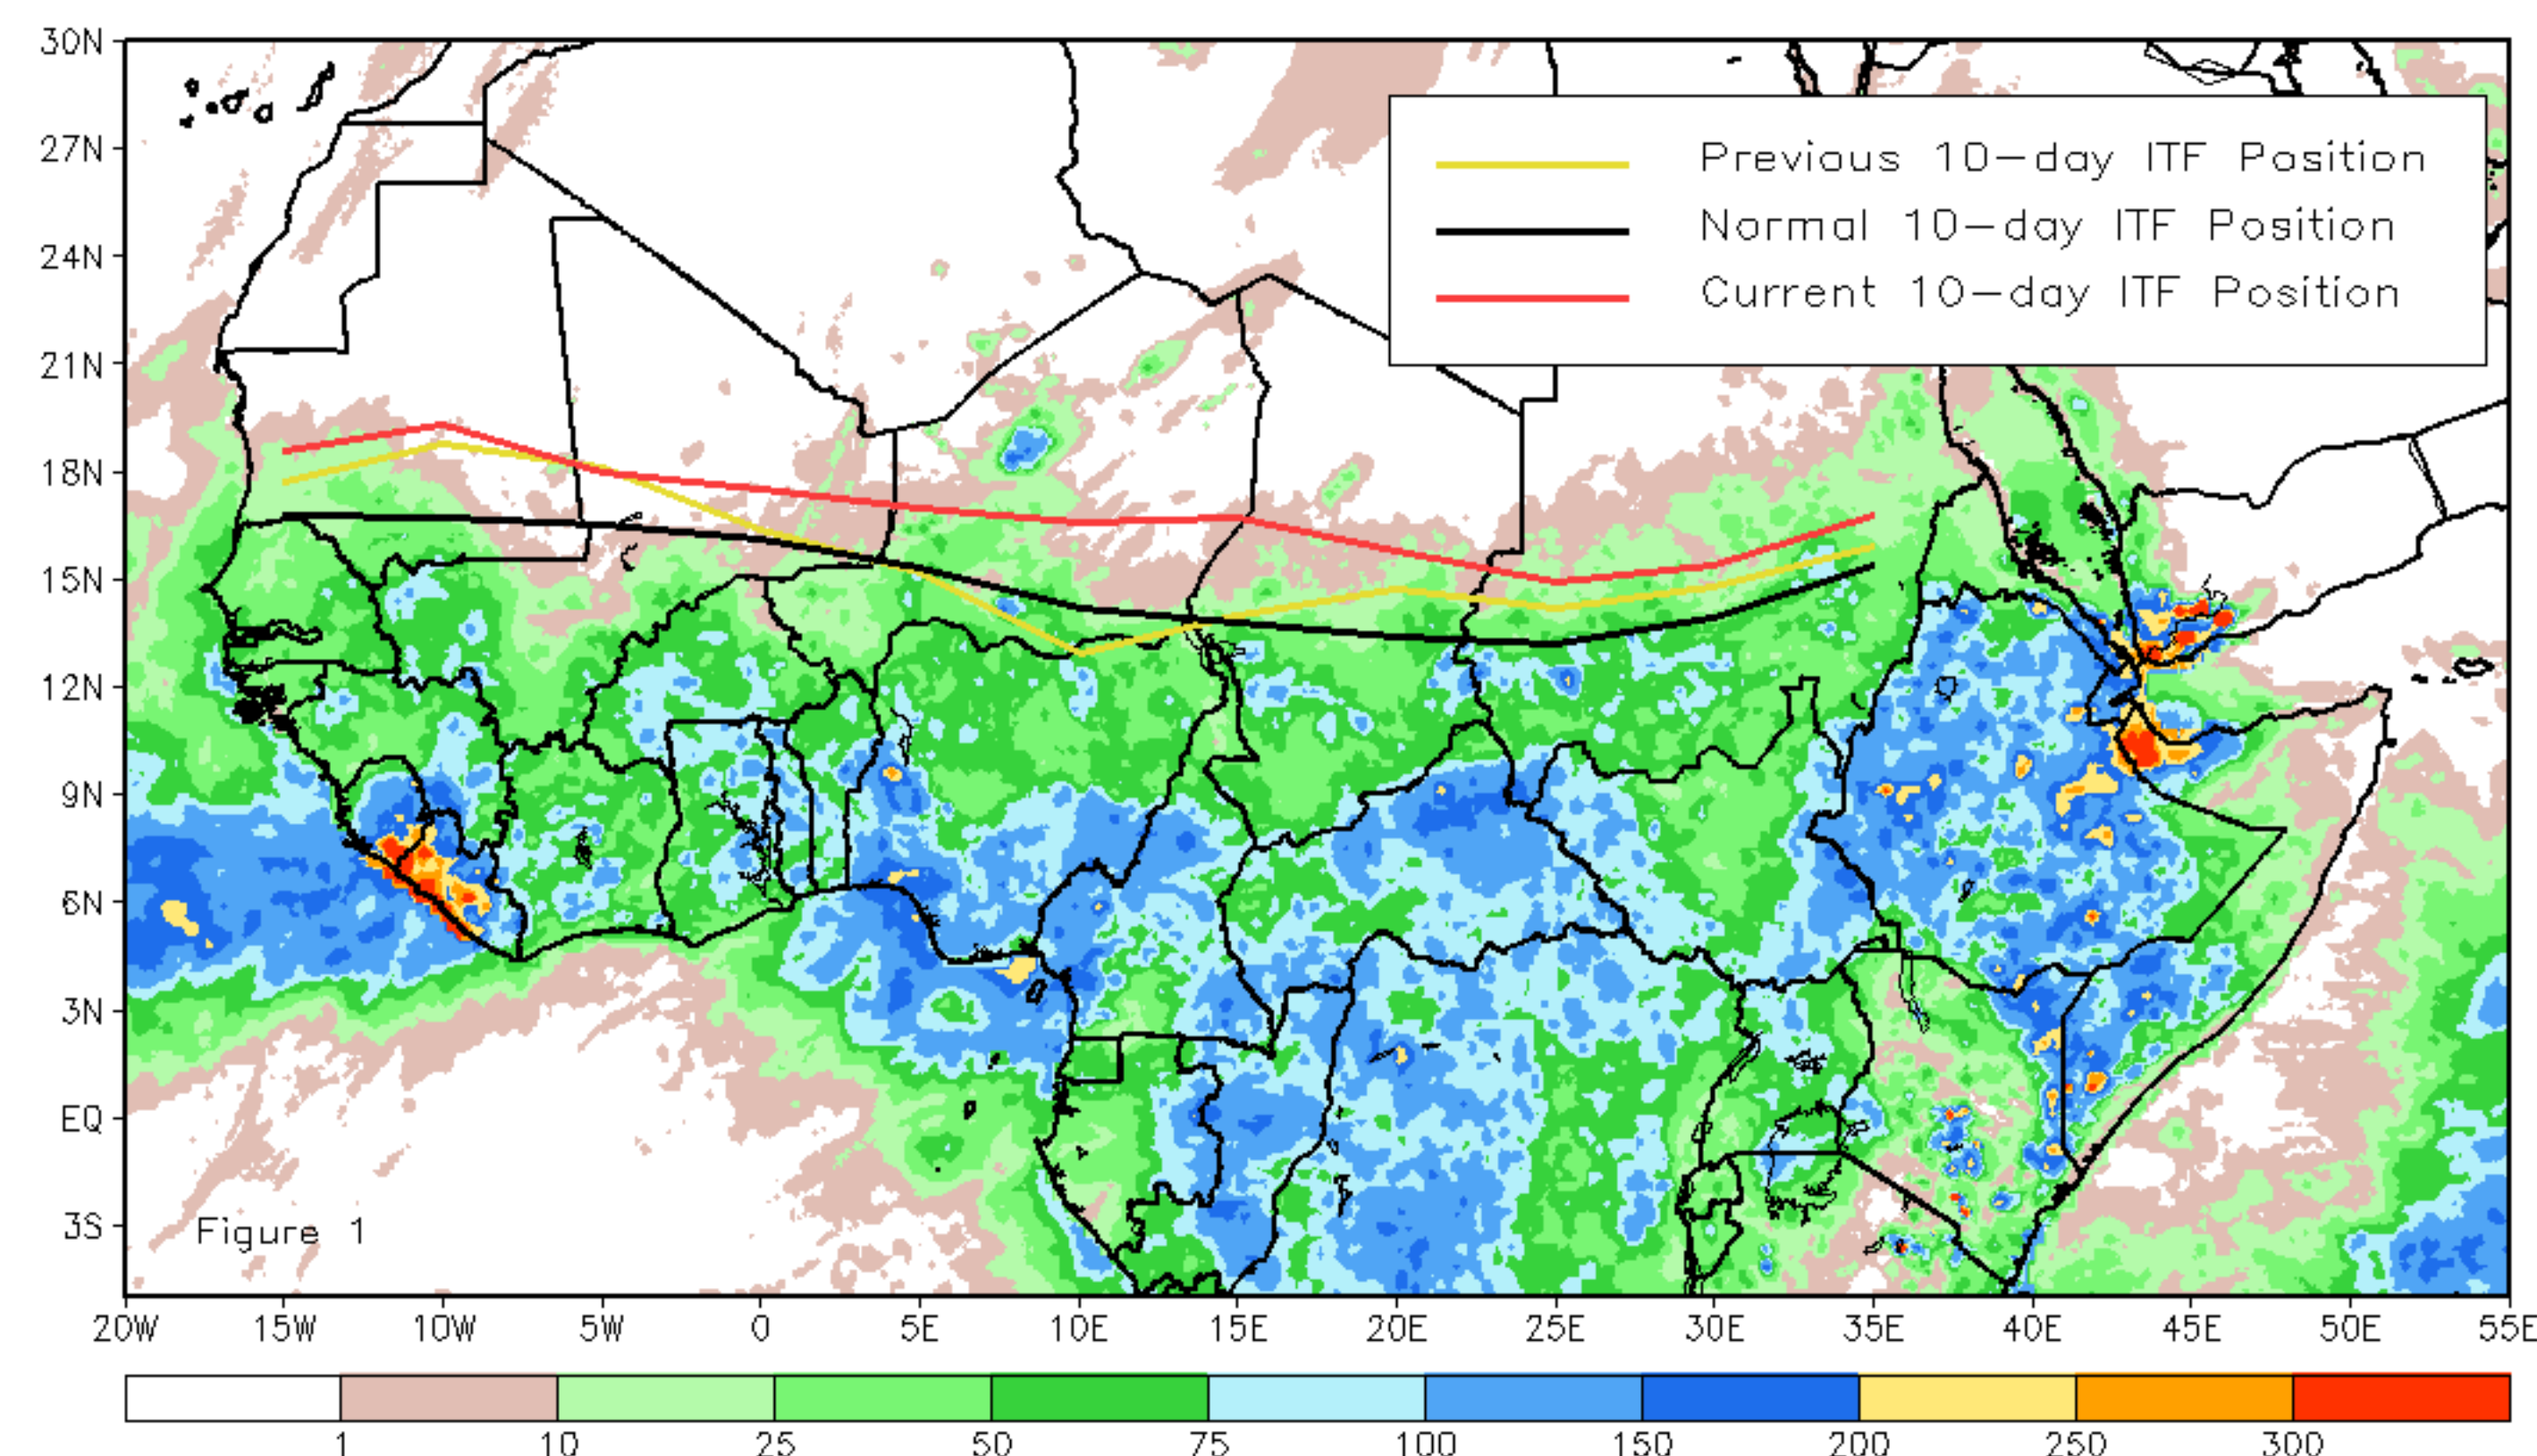 30N
27N
24N
21N
18N
15N
12N
9N
6N
3N
EQ
3S
Previous 10-day ITF Position
Normal 10-day ITF Position
Current 10-day ITF Position
Figure 1
20W 15W 10W 5W 0 5E 10E 15E 20E 25E 30E 35E 40E 45E 50E 55E
1 10 25 50 75 100 150 200 250 300